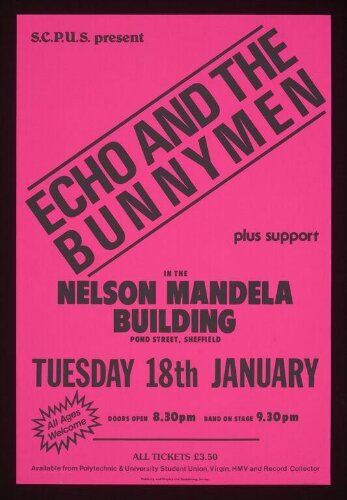 S.C.P.U.S. present
ECHO AND THE
BUNNYMEN
plus support
IN THE
NELSON MANDELA
BUILDING
POND STREET, SHEFFIELD
TUESDAY 18th JANUARY
All Ages
Welcome
DOORS OPEN 8.30pm BAND ON STAGE 9.30pm
ALL TICKETS £3.50
Available from Polytechnic & University Student Union, Virgin, HMV and Record Collector